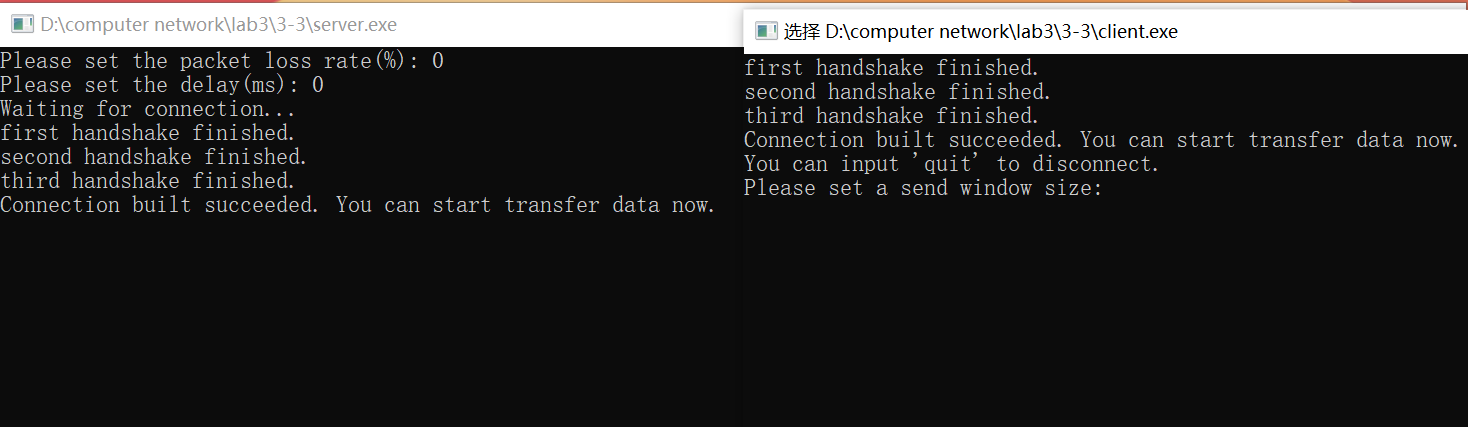 D:\computer network\lab3\3-3\server.exe
Please set the packet loss rate(%): 0
Please set the delay(ms): 0
Waiting for connection...
first handshake finished.
second handshake finished.
third handshake finished.
Connection built succeeded. You can start transfer data now.
选择 D:\computer network\lab3\3-3\client.exe
first handshake finished.
second handshake finished.
third handshake finished.
Connection built succeeded. You can start transfer data now.
You can input 'quit' to disconnect.
Please set a send window size: